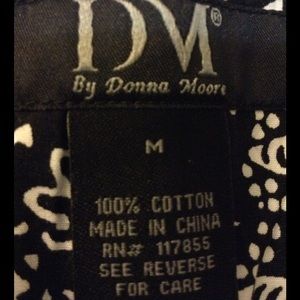 DM®
By Donna Moore
M
100% COTTON
MADE IN CHINA
RN# 117855
SEE REVERSE
FOR CARE